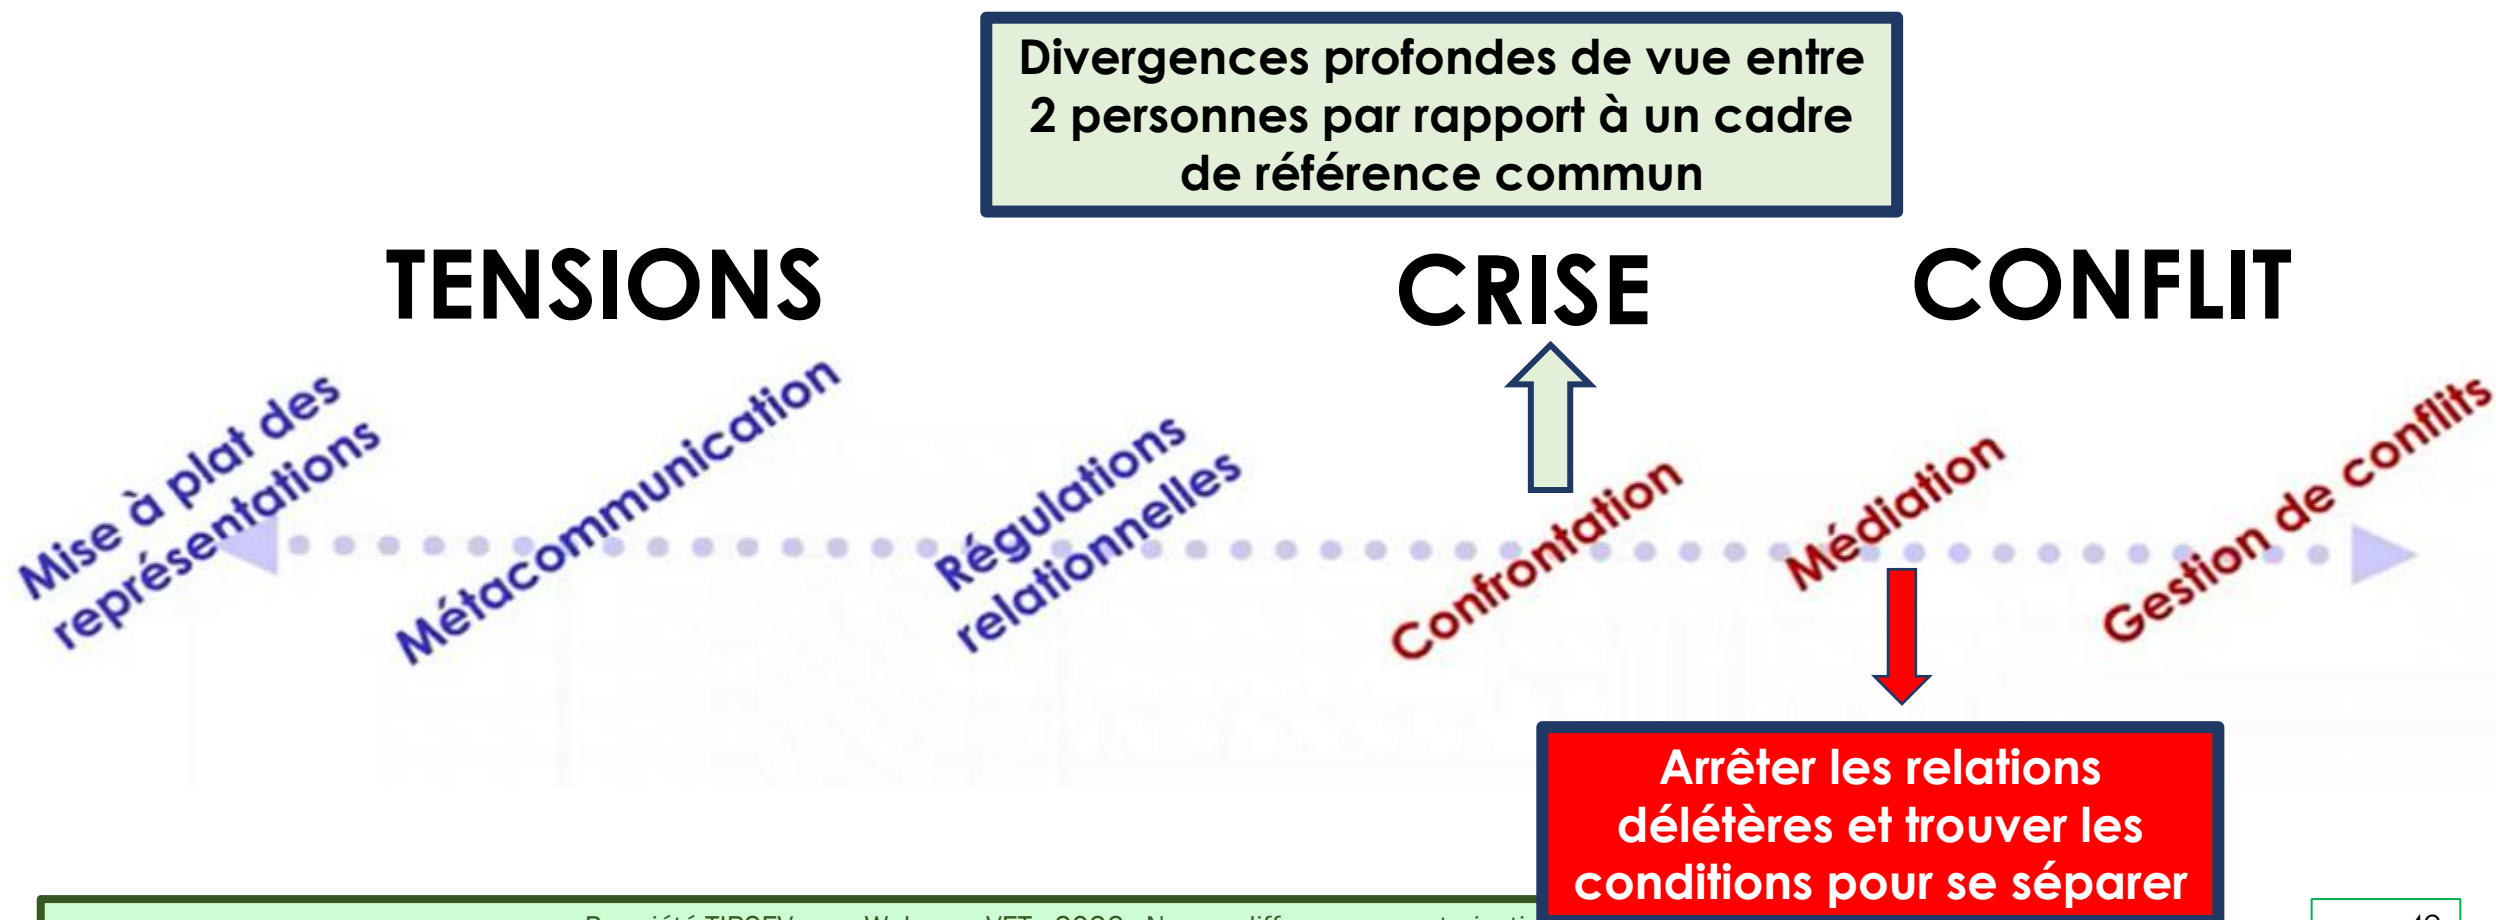 Divergences profondes de vue entre
2 personnes par rapport à un cadre
de référence commun
TENSIONS
CRISE
CONFLIT
Mise à plat des
représentations
Métacommunication
Régulations
relationnelles
Confrontation
Médiation
Gestion de conflits
Arrêter les relations
délétères et trouver les
conditions pour se séparer